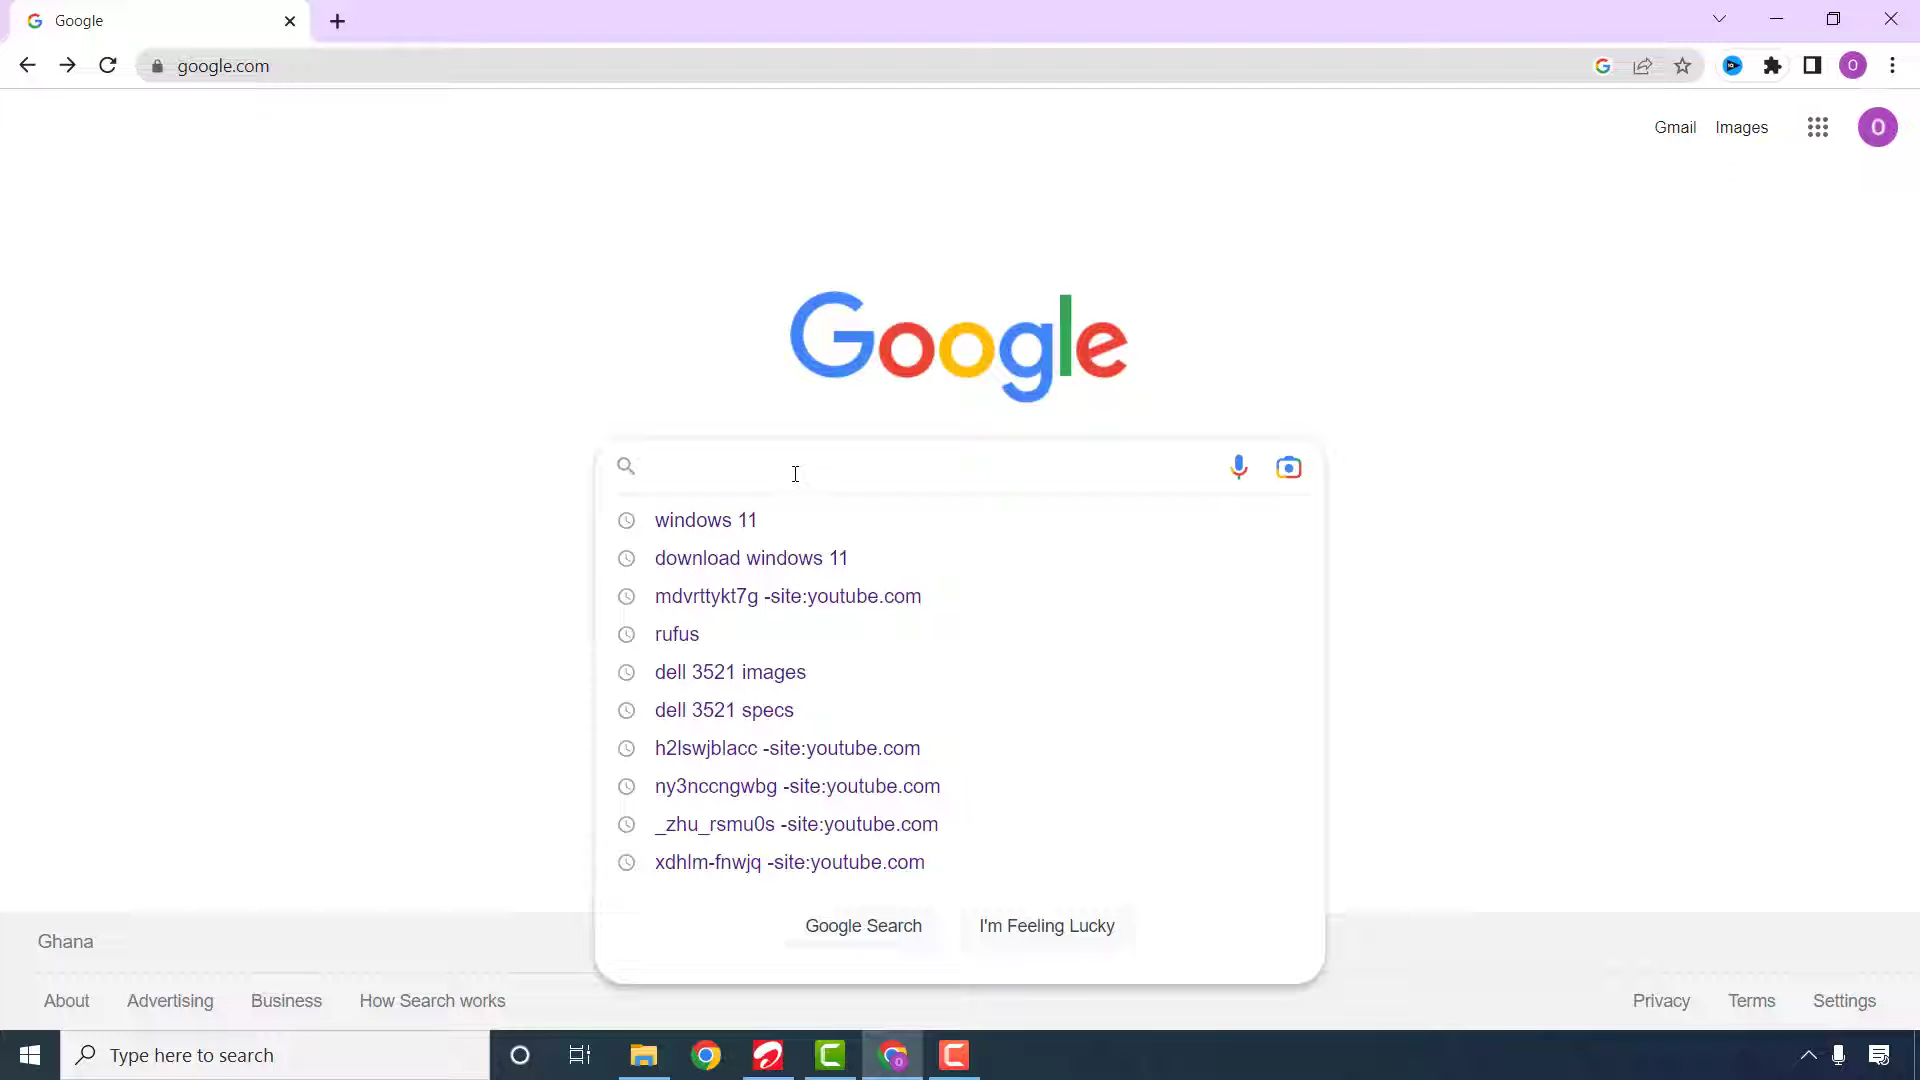 Google
google.com
O
Gmail Images
O
Google
windows 11
download windows 11
mdvrttykt7g -site:youtube.com
rufus
dell 3521 images
dell 3521 specs
h2lswjblacc -site:youtube.com
ny3nccngwbg -site:youtube.com
_zhu_rsmu0s -site:youtube.com
xdhlm-fnwjq -site:youtube.com
Google Search I'm Feeling Lucky
Ghana
About Advertising Business How Search works Privacy Terms Settings
Type here to search